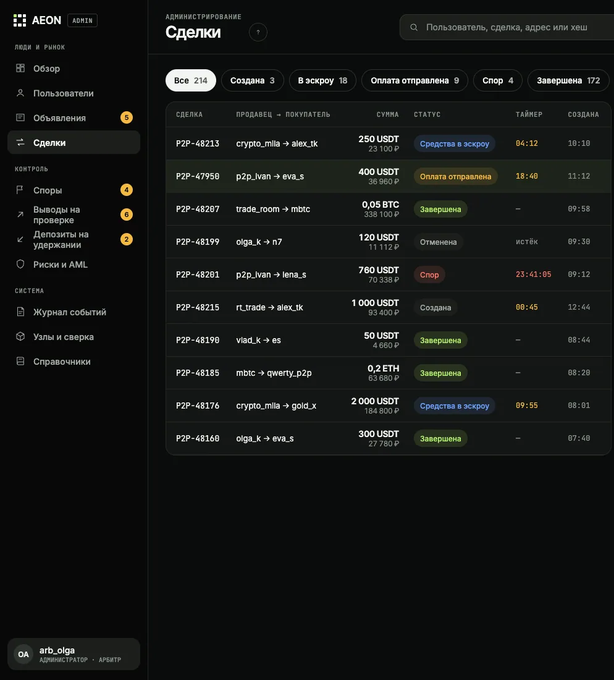 AEON ADMIN
ЛЮДИ И РЫНОК
Обзор
Пользователи
Объявления 5
Сделки
КОНТРОЛЬ
Споры 4
Выводы на
проверке 6
Депозиты на
удержании 2
Риски и AML
СИСТЕМА
Журнал событий
Узлы и сверка
Справочники
OA
arb_olga
АДМИНИСТРАТОР · АРБИТР
АДМИНИСТРИРОВАНИЕ
Сделки ?
Пользователь, сделка, адрес или хеш
Все 214 Создана 3 В эскроу 18 Оплата отправлена 9 Спор 4 Завершена 172
СДЕЛКА ПРОДАВЕЦ → ПОКУПАТЕЛЬ СУММА СТАТУС ТАЙМЕР СОЗДАНА
P2P-48213 crypto_mila → alex_tk 250 USDT Средства в эскроу 04:12 10:10
23 100 ₽
P2P-47950 p2p_ivan → eva_s 400 USDT Оплата отправлена 18:40 11:12
36 960 ₽
P2P-48207 trade_room → mbtc 0,05 BTC Завершена — 09:58
338 100 ₽
P2P-48199 olga_k → n7 120 USDT Отменена истёк 09:30
11 112 ₽
P2P-48201 p2p_ivan → lena_s 760 USDT Спор 23:41:05 09:12
70 338 ₽
P2P-48215 rt_trade → alex_tk 1 000 USDT Создана 00:45 12:44
93 400 ₽
P2P-48190 vlad_k → es 50 USDT Завершена — 08:44
4 660 ₽
P2P-48185 mbtc → qwerty_p2p 0,2 ETH Завершена — 08:20
63 680 ₽
P2P-48176 crypto_mila → gold_x 2 000 USDT Средства в эскроу 09:55 08:01
184 800 ₽
P2P-48160 olga_k → eva_s 300 USDT Завершена — 07:40
27 780 ₽